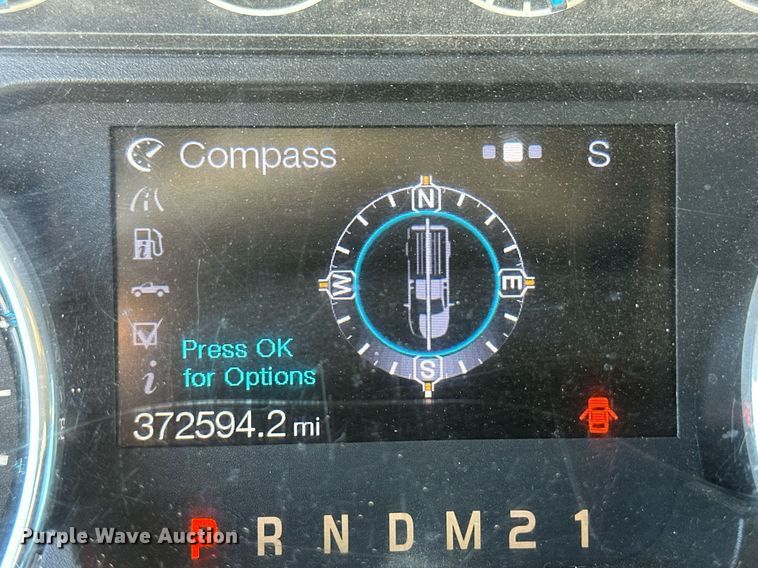 Compass S
N
W E
S
Press OK
for Options
372594.2 mi
P R N D M 2 1
Purple Wave Auction